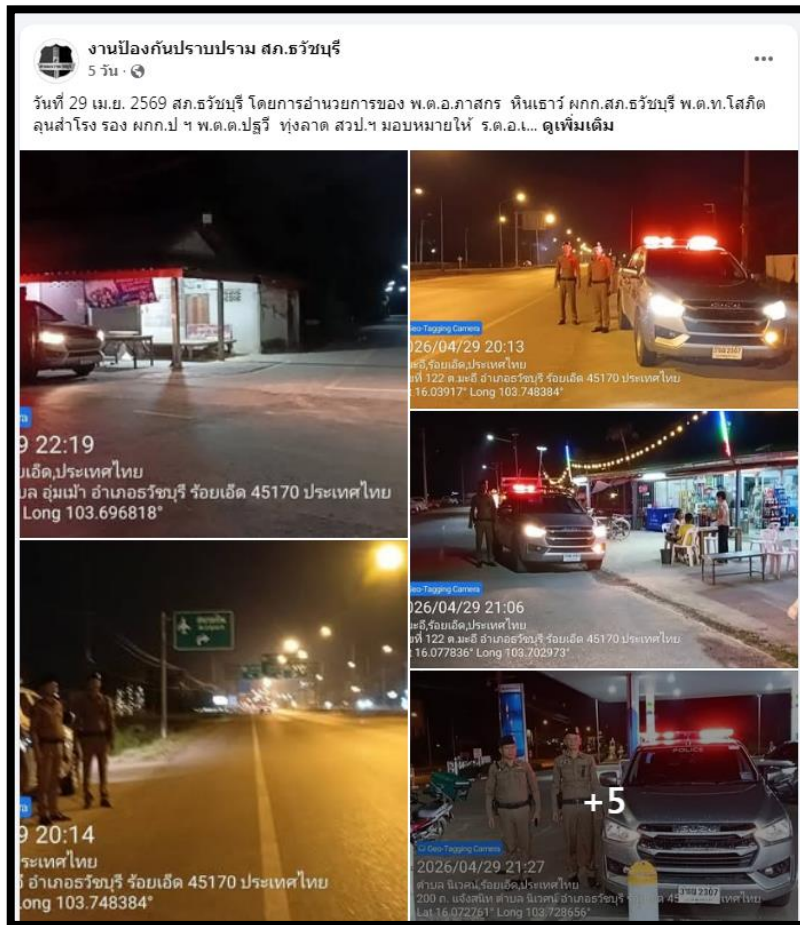 งานป้องกันปราบปราม สภ.ธวัชบุรี
5 วัน ·
วันที่ 29 เม.ย. 2569 สภ.ธวัชบุรี โดยการอำนวยการของ พ.ต.อ.ภาสกร หินเธาว์ ผกก.สภ.ธวัชบุรี พ.ต.ท.โสภิต
ลุนสำโรง รอง ผกก.ป ฯ พ.ต.ต.ปฐวี ทุ่งลาด สวป.ฯ มอบหมายให้ ร.ต.อ.เ... ดูเพิ่มเติม
9 22:19
ยเอ็ด,ประเทศไทย
บล อุ่มเม้า อำเภอธวัชบุรี ร้อยเอ็ด 45170 ประเทศไทย
Long 103.696818°
Geo-Tagging Camera
026/04/29 20:13
มะอึ,ร้อยเอ็ด,ประเทศไทย
ที่ 122 ต.มะอึ อำเภอธวัชบุรี ร้อยเอ็ด 45170 ประเทศไทย
t 16.03917° Long 103.748384°
2307
Geo-Tagging Camera
026/04/29 21:06
มะอึ,ร้อยเอ็ด,ประเทศไทย
ที่ 122 ต.มะอึ อำเภอธวัชบุรี ร้อยเอ็ด 45170 ประเทศไทย
t 16.077836° Long 103.702973°
9 20:14
ระเทศไทย
อำเภอธวัชบุรี ร้อยเอ็ด 45170 ประเทศไทย
ong 103.748384°
POLICE
+5
Geo-Tagging Camera
2026/04/29 21:27
ตำบล นิเวศน์,ร้อยเอ็ด,ประเทศไทย
200 ถ. แจ้งสนิท ตำบล นิเวศน์ อำเภอธวัชบุรี
Lat 16.072761° Long 103.728656°
2307